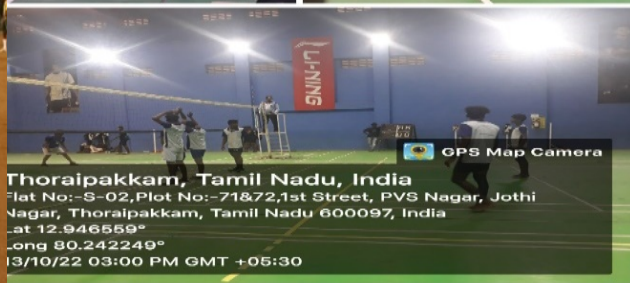 LI-NING
GPS Map Camera
Thoraipakkam, Tamil Nadu, India
Flat No:-S-02,Plot No:-71&72,1st Street, PVS Nagar, Jothi
Nagar, Thoraipakkam, Tamil Nadu 600097, India
Lat 12.946559°
Long 80.242249°
13/10/22 03:00 PM GMT +05:30